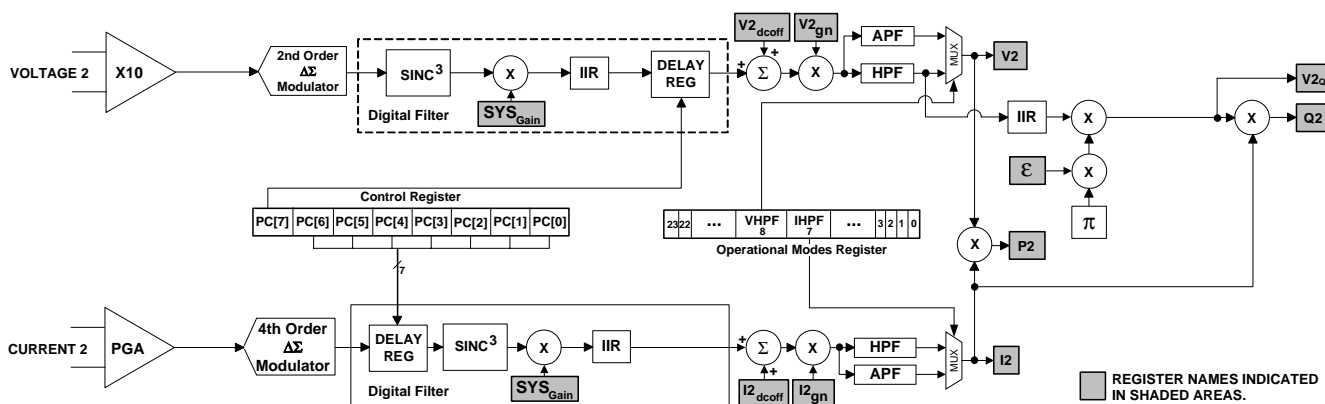 VOLTAGE 2
X10
2nd Order
ΔΣ
Modulator
SINC3
X
SYSGain
IIR
DELAY
REG
Digital Filter
+
Σ
+
V2dcoff
V2gn
X
APF
HPF
MUX
V2
IIR
X
X
V2Q
Q2
ε
X
π
Control Register
PC[7] PC[6] PC[5] PC[4] PC[3] PC[2] PC[1] PC[0]
7
23 22 ... VHPF 8 IHPF 7 ... 3 2 1 0
Operational Modes Register
X
P2
CURRENT 2
PGA
4th Order
ΔΣ
Modulator
DELAY
REG
SINC3
X
SYSGain
IIR
Digital Filter
+
Σ
+
I2dcoff
I2gn
X
HPF
APF
MUX
I2
REGISTER NAMES INDICATED
IN SHADED AREAS.